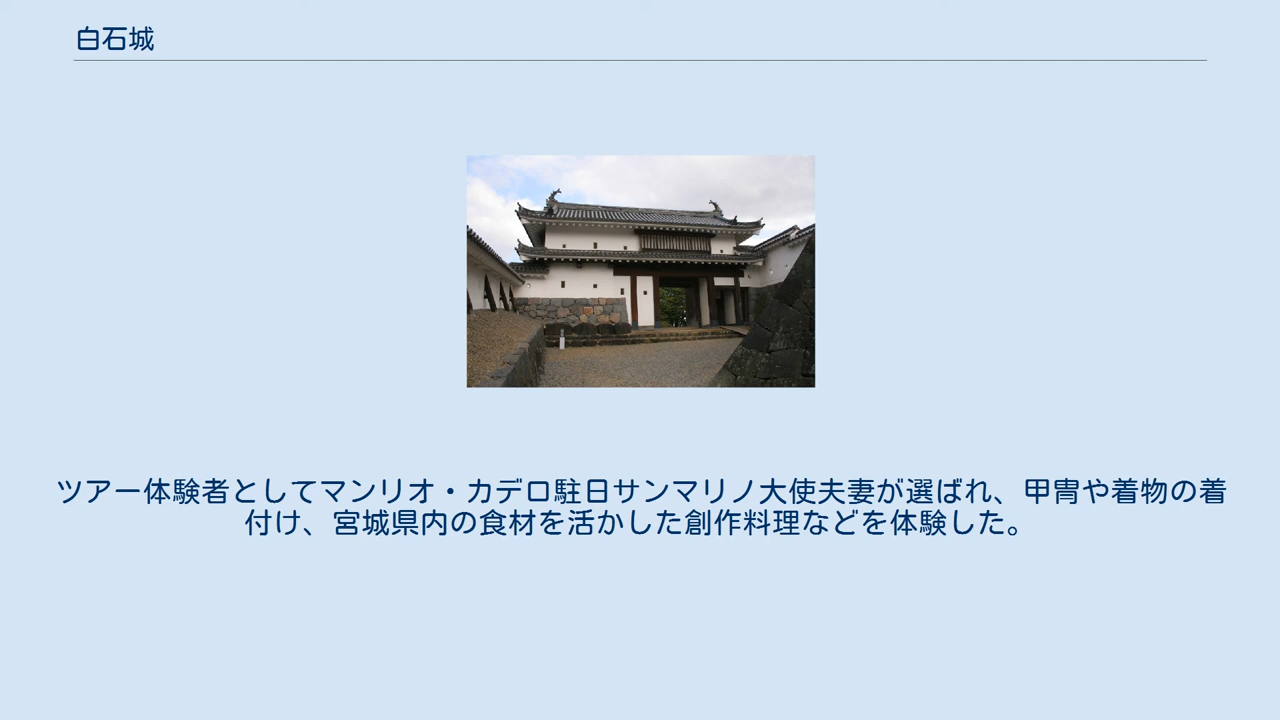 白石城
ツアー体験者としてマンリオ・カデロ駐日サンマリノ大使夫妻が選ばれ、甲冑や着物の着
付け、宮城県内の食材を活かした創作料理などを体験した。